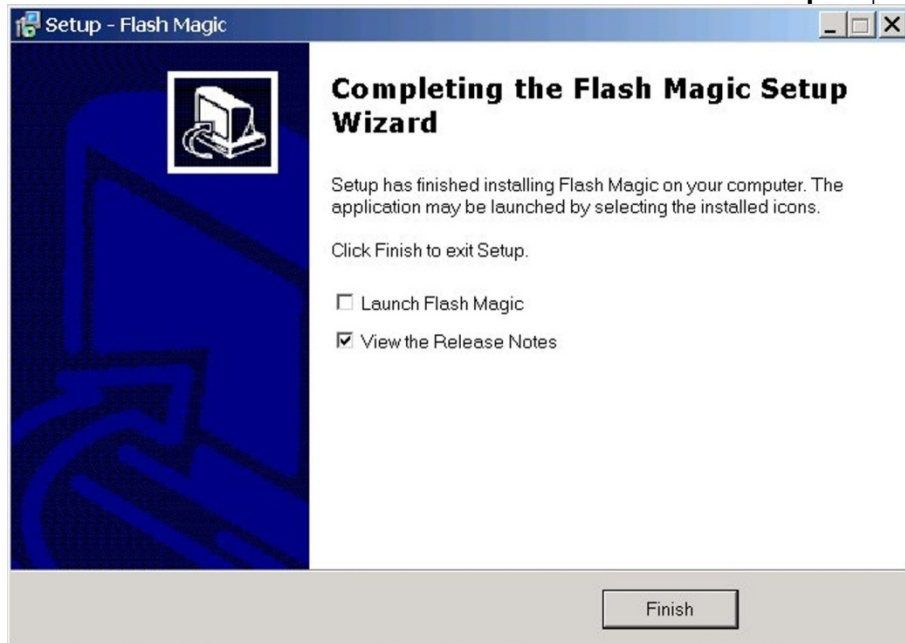 Setup - Flash Magic
Completing the Flash Magic Setup
Wizard
Setup has finished installing Flash Magic on your computer. The
application may be launched by selecting the installed icons.
Click Finish to exit Setup.
Launch Flash Magic
View the Release Notes
Finish